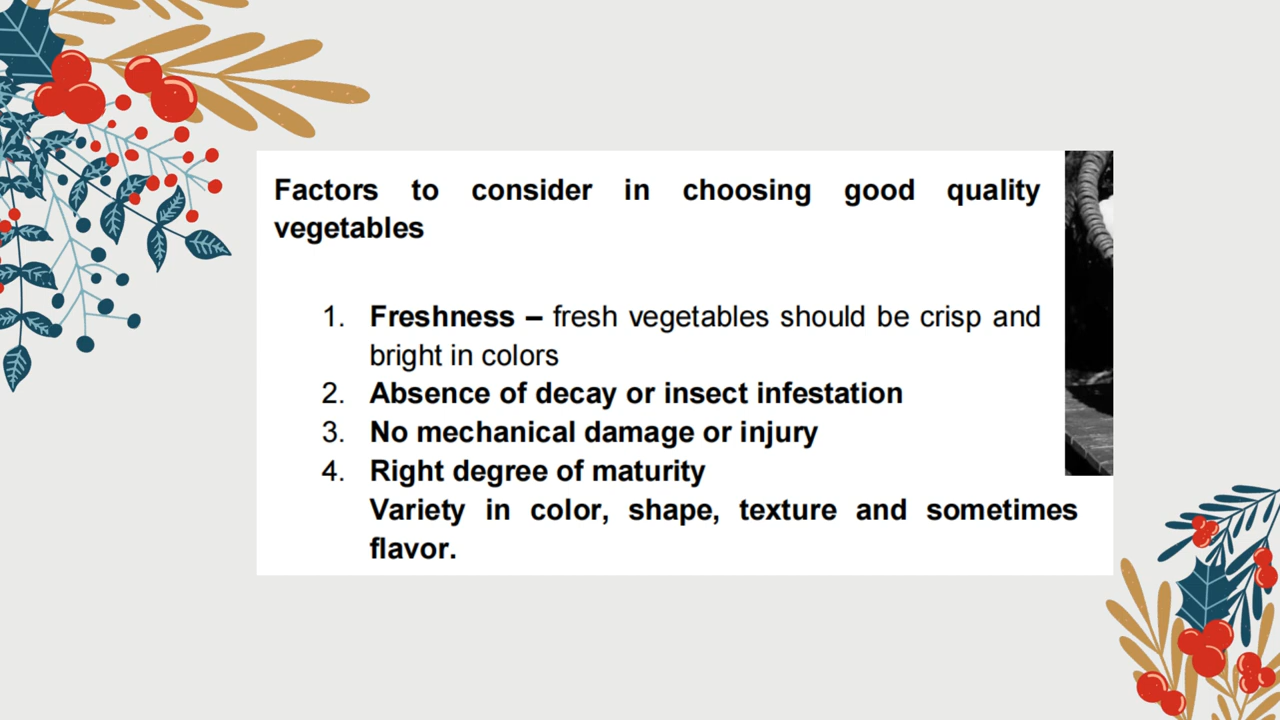 Factors to consider in choosing good quality
vegetables
1. Freshness – fresh vegetables should be crisp and
bright in colors
2. Absence of decay or insect infestation
3. No mechanical damage or injury
4. Right degree of maturity
Variety in color, shape, texture and sometimes
flavor.